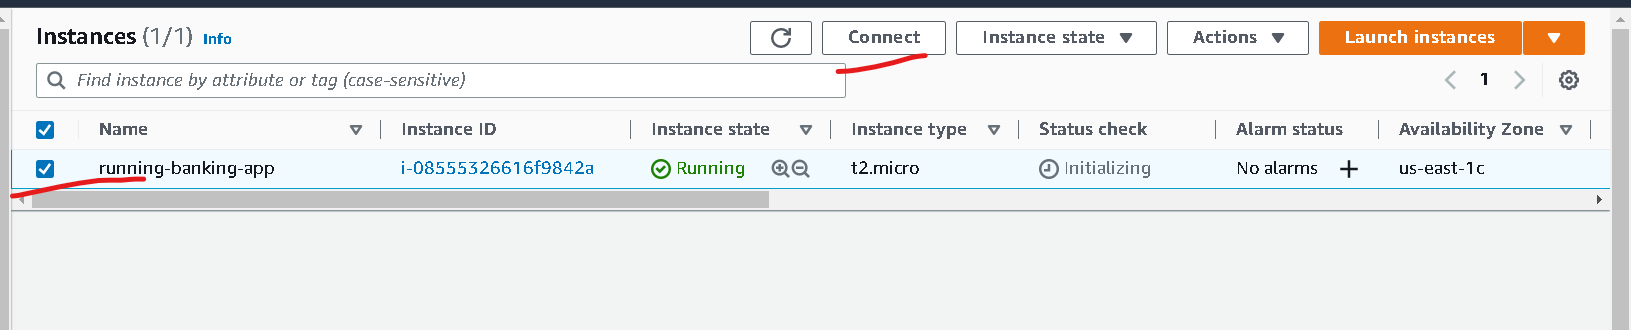 Instances (1/1) Info Connect Instance state Actions Launch instances
Find instance by attribute or tag (case-sensitive) 1
Name Instance ID Instance state Instance type Status check Alarm status Availability Zone
running-banking-app i-08555326616f9842a Running t2.micro Initializing No alarms + us-east-1c